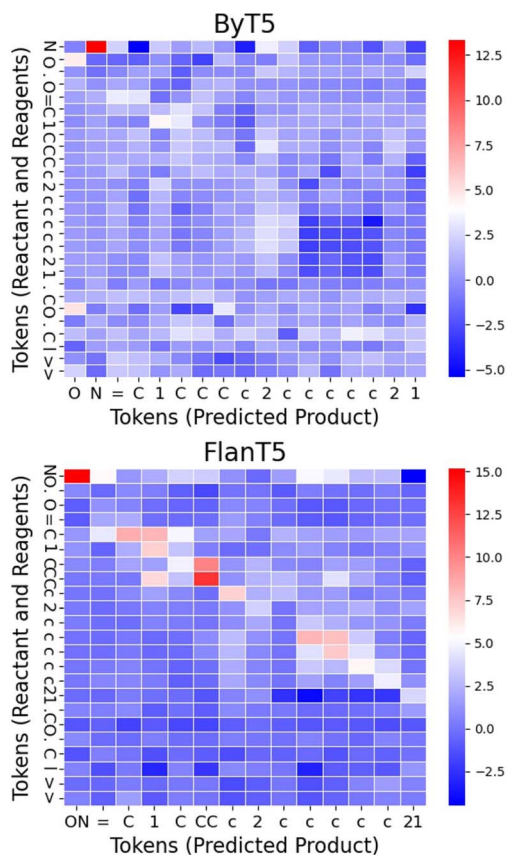 ByT5
Tokens (Reactant and Reagents)
N O . O = C 1 C C C c 2 c c c c c c 2 1 . C O . C l > >
12.5
10.0
7.5
5.0
2.5
0.0
−2.5
−5.0
O N = C 1 C C C c 2 c c c c c 2 1
Tokens (Predicted Product)
FlanT5
Tokens (Reactant and Reagents)
NO . O = C 1 C CC c 2 c c c c c 21 . CO . C l > >
15.0
12.5
10.0
7.5
5.0
2.5
0.0
−2.5
ON = C 1 C CC c 2 c c c c c 21
Tokens (Predicted Product)